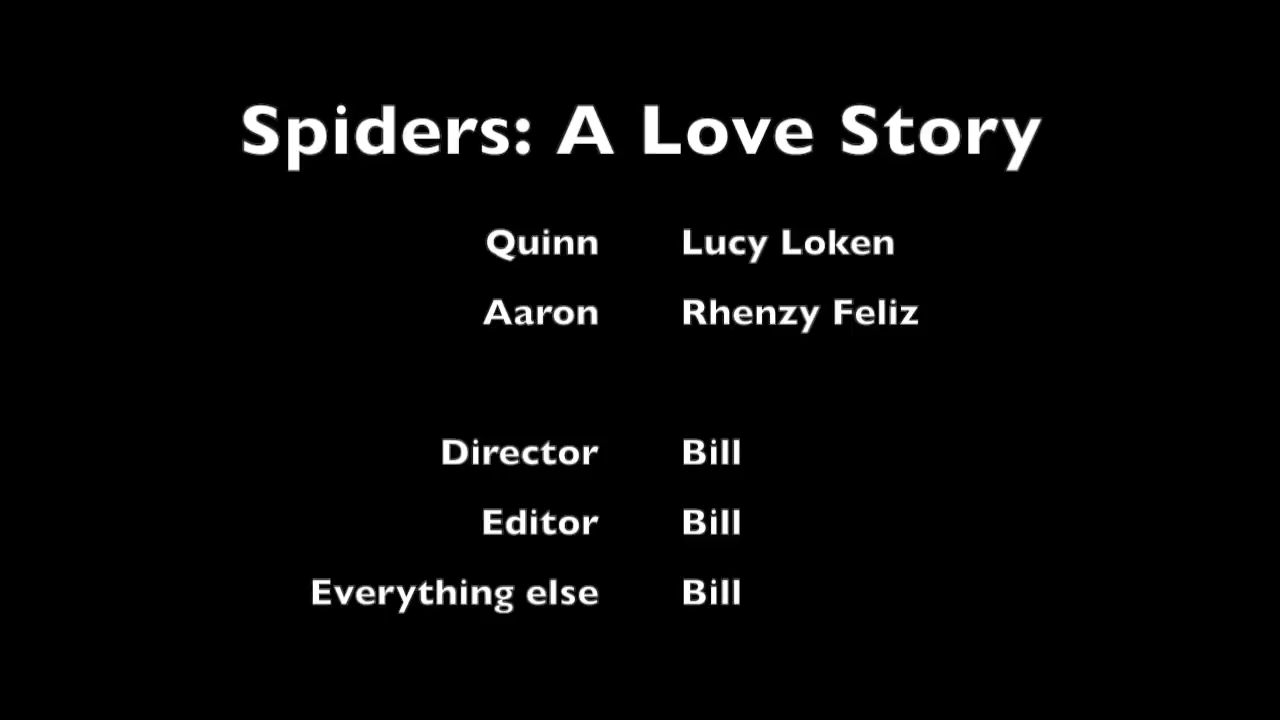 Spiders: A Love Story
Quinn Lucy Loken
Aaron Rhenzy Feliz
Director Bill
Editor Bill
Everything else Bill